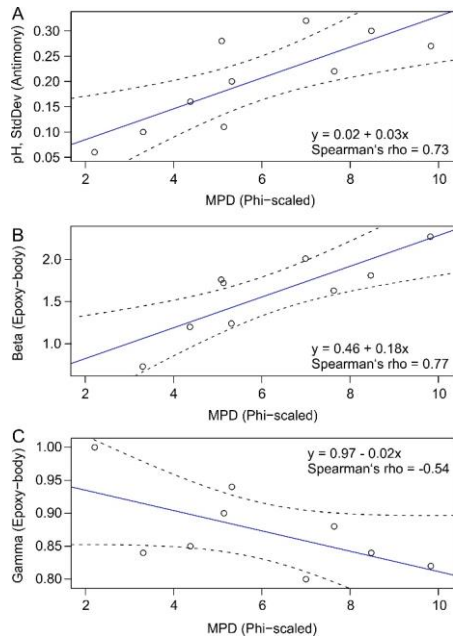 A
pH, StdDev (Antimony)
0.30
0.25
0.20
0.15
0.10
0.05
y = 0.02 + 0.03x
Spearman's rho = 0.73
2 4 6 8 10
MPD (Phi-scaled)
B
Beta (Epoxy-body)
2.0
1.5
1.0
y = 0.46 + 0.18x
Spearman's rho = 0.77
2 4 6 8 10
MPD (Phi-scaled)
C
Gamma (Epoxy-body)
1.00
0.95
0.90
0.85
0.80
y = 0.97 - 0.02x
Spearman's rho = -0.54
2 4 6 8 10
MPD (Phi-scaled)